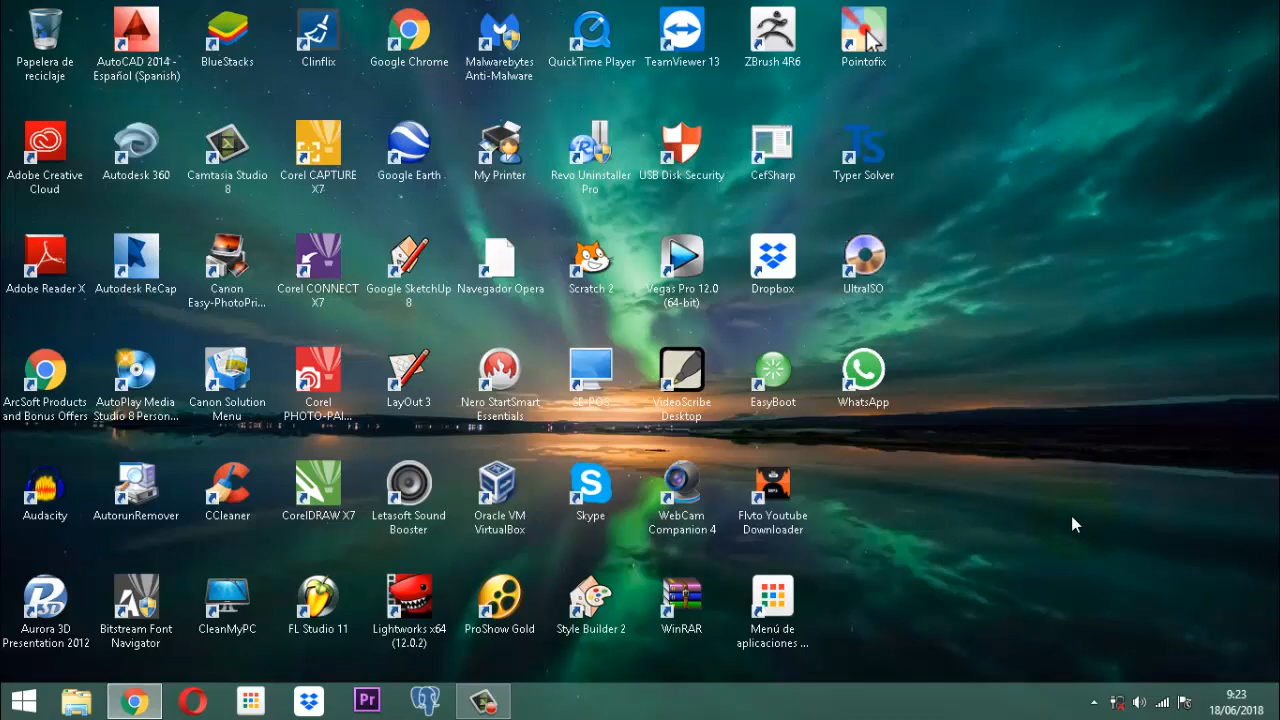 Papelera de
reciclaje
AutoCAD 2014 -
Español (Spanish)
BlueStacks
Clinflix
Google Chrome
Malwarebytes
Anti-Malware
QuickTime Player
TeamViewer 13
ZBrush 4R6
Pointofix
Adobe Creative
Cloud
Autodesk 360
Camtasia Studio
8
Corel CAPTURE
X7
Google Earth
My Printer
Revo Uninstaller
Pro
USB Disk Security
CefSharp
TS
Typer Solver
Adobe Reader X
Autodesk ReCap
Canon
Easy-PhotoPri...
Corel CONNECT
X7
Google SketchUp
8
Navegador Opera
Scratch 2
Vegas Pro 12.0
(64-bit)
Dropbox
UltraISO
ArcSoft Products
and Bonus Offers
AutoPlay Media
Studio 8 Person...
Canon Solution
Menu
Corel
PHOTO-PAI...
LayOut 3
Nero StartSmart
Essentials
SE-POS...
VideoScribe
Desktop
EasyBoot
WhatsApp
Audacity
AutorunRemover
CCleaner
CorelDRAW X7
Letasoft Sound
Booster
Oracle VM
VirtualBox
Skype
WebCam
Companion 4
Flvto Youtube
Downloader
Aurora 3D
Presentation 2012
Bitstream Font
Navigator
CleanMyPC
FL Studio 11
Lightworks x64
(12.0.2)
ProShow Gold
Style Builder 2
WinRAR
Menú de
aplicaciones ...
Pr
9:23
18/06/2018